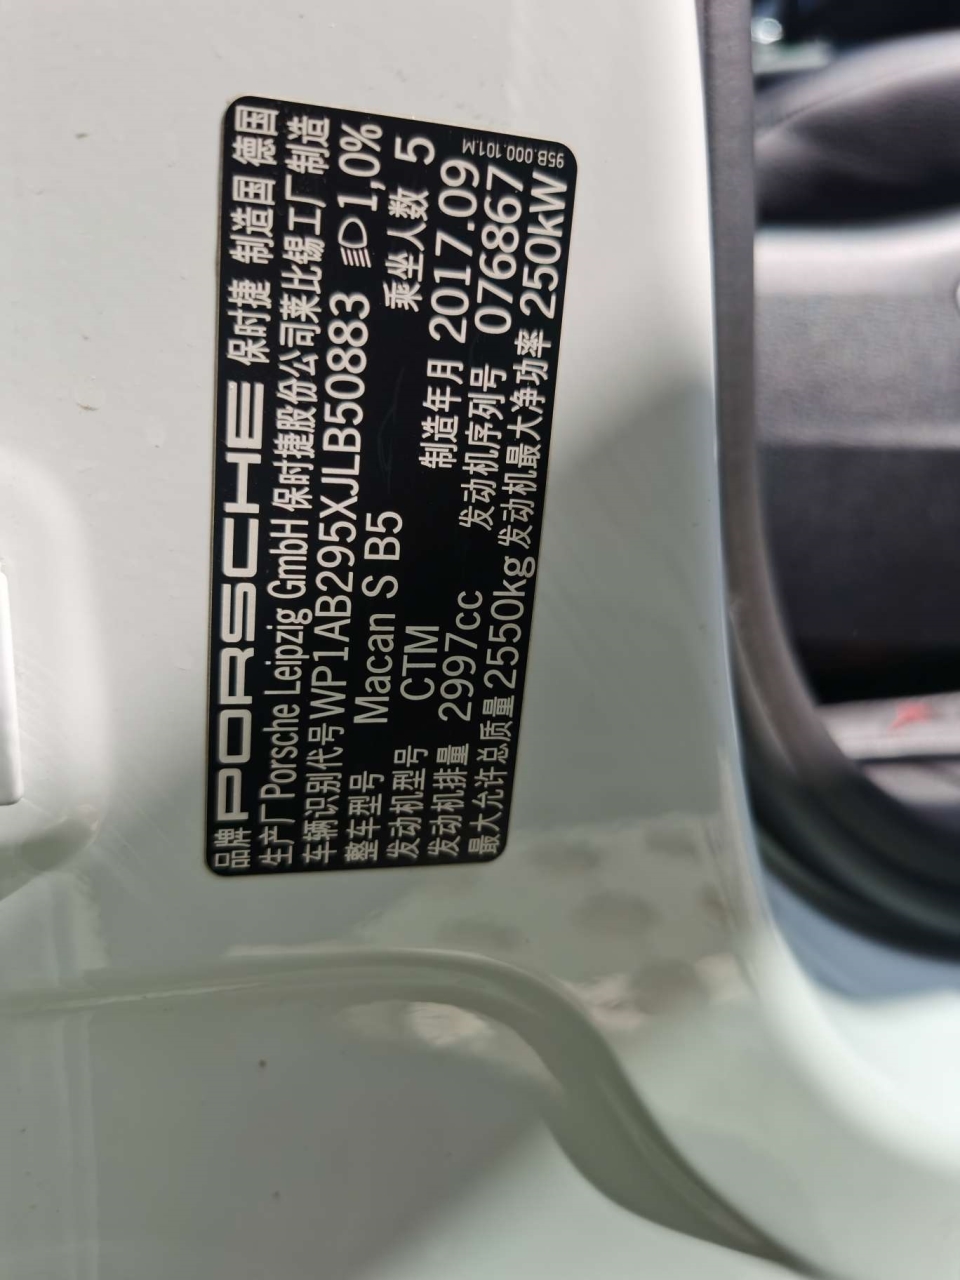 品牌 PORSCHE 保时捷 制造国 德国
生产厂 Porsche Leipzig GmbH 保时捷股份公司莱比锡工厂制造
车辆识别代号 WP1AB295XJLB50883 1,0%
整车型号 Macan S B5 乘坐人数 5
发动机型号 CTM 制造年月 2017.09
发动机排量 2997cc 发动机序列号 076867
最大允许总质量 2550kg 发动机最大净功率 250kW
95B.000.101.M